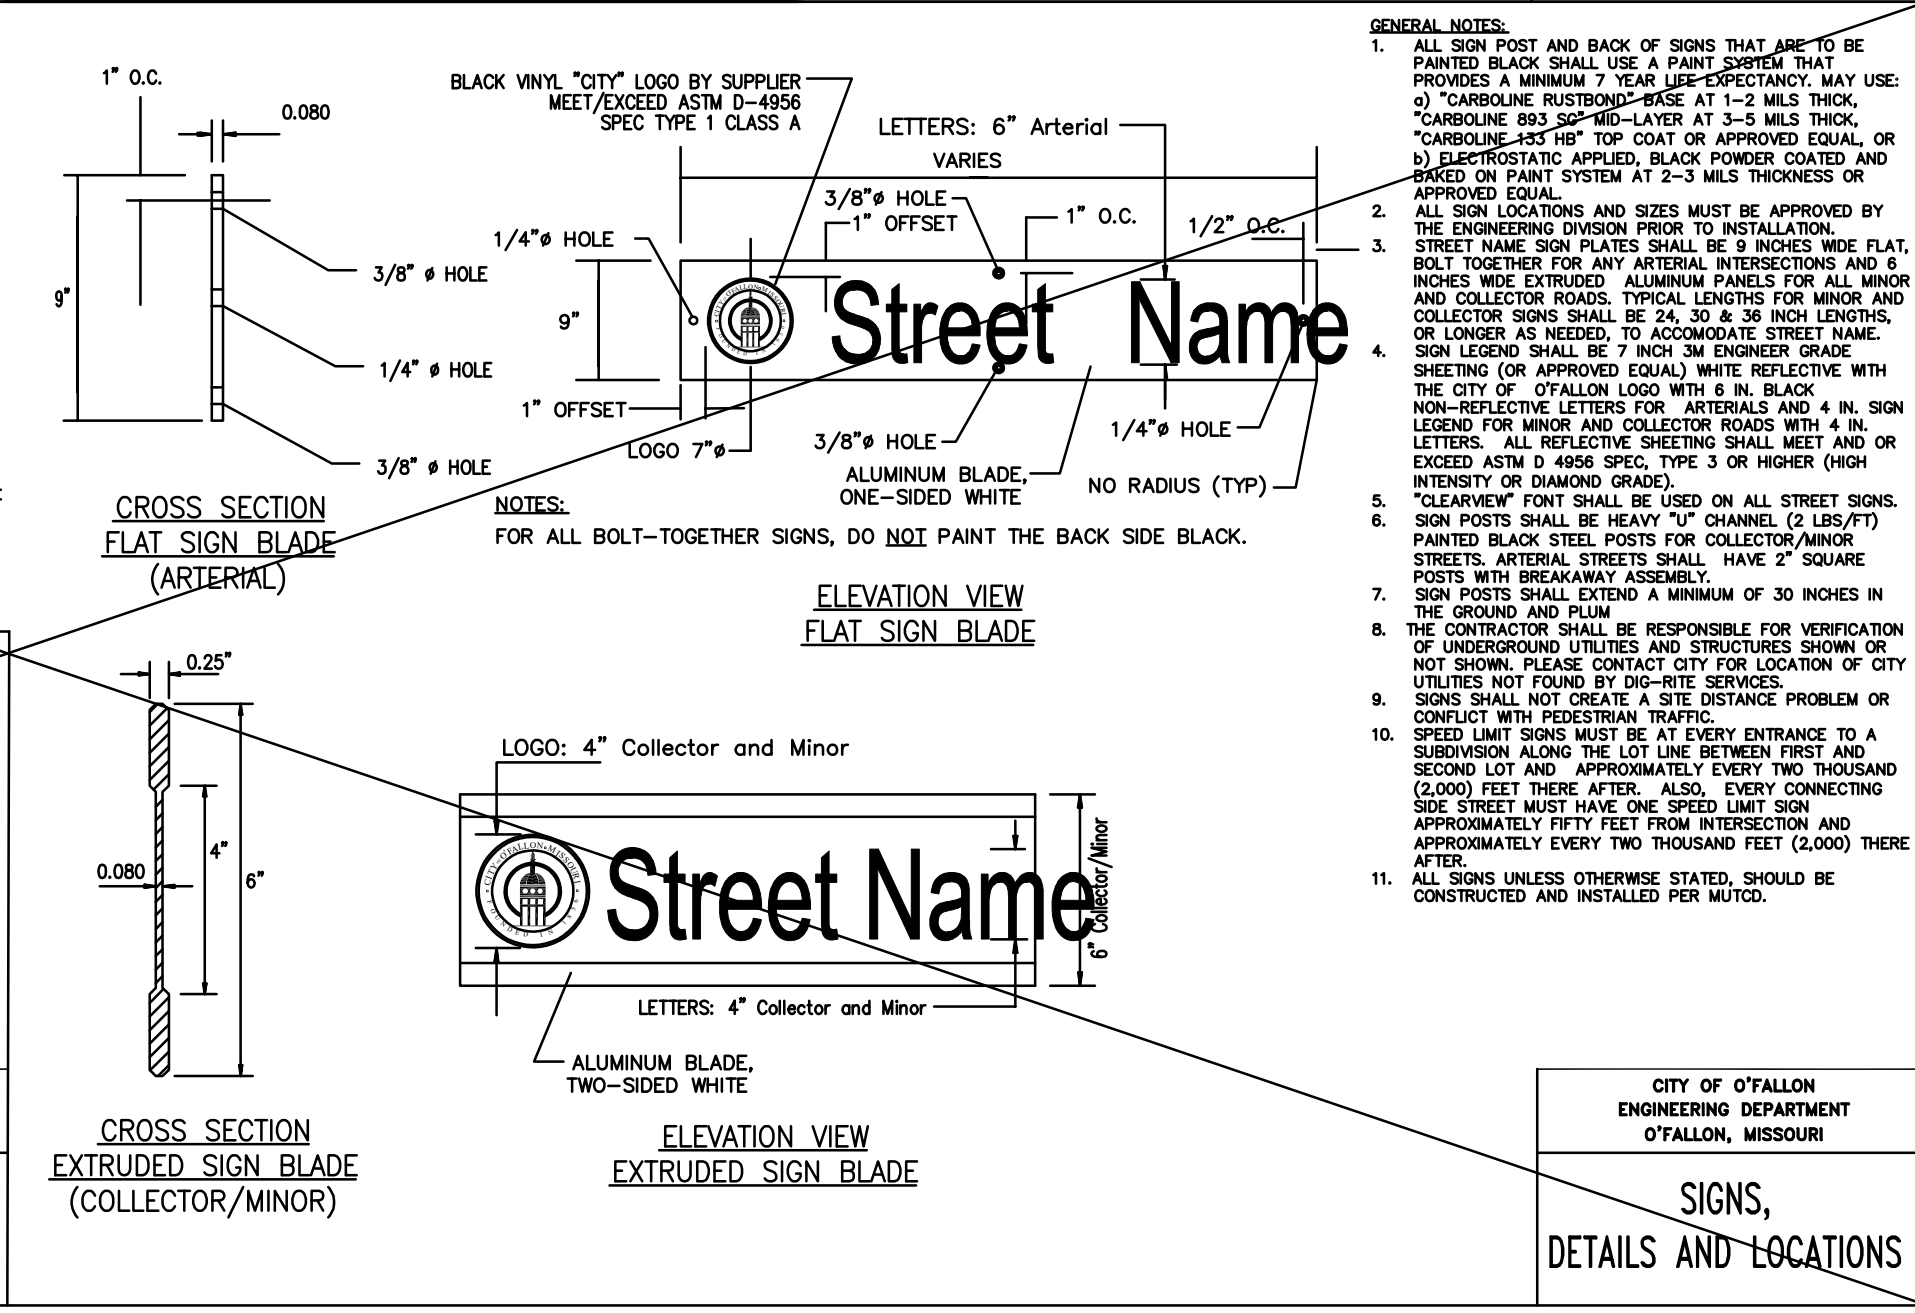 1" O.C.
0.080
9"
3/8" ø HOLE
1/4" ø HOLE
3/8" ø HOLE
CROSS SECTION
FLAT SIGN BLADE
(ARTERIAL)
BLACK VINYL "CITY" LOGO BY SUPPLIER
MEET/EXCEED ASTM D-4956
SPEC TYPE 1 CLASS A
LETTERS: 6" Arterial
VARIES
3/8"ø HOLE
1" OFFSET
1" O.C.
1/2" O.C.
1/4"ø HOLE
9"
CITY OF O'FALLON MISSOURI
FOUNDED IN 1856
Street Name
1" OFFSET
LOGO 7"ø
3/8"ø HOLE
1/4"ø HOLE
ALUMINUM BLADE,
ONE-SIDED WHITE
NO RADIUS (TYP)
NOTES:
FOR ALL BOLT-TOGETHER SIGNS, DO NOT PAINT THE BACK SIDE BLACK.
ELEVATION VIEW
FLAT SIGN BLADE
0.25"
0.080
4"
6"
CROSS SECTION
EXTRUDED SIGN BLADE
(COLLECTOR/MINOR)
LOGO: 4" Collector and Minor
CITY OF O'FALLON MISSOURI
FOUNDED IN 1856
Street Name
6" Collector/Minor
LETTERS: 4" Collector and Minor
ALUMINUM BLADE,
TWO-SIDED WHITE
ELEVATION VIEW
EXTRUDED SIGN BLADE
GENERAL NOTES:
1. ALL SIGN POST AND BACK OF SIGNS THAT ARE TO BE
PAINTED BLACK SHALL USE A PAINT SYSTEM THAT
PROVIDES A MINIMUM 7 YEAR LIFE EXPECTANCY. MAY USE:
a) "CARBOLINE RUSTBOND" BASE AT 1-2 MILS THICK,
"CARBOLINE 893 SG" MID-LAYER AT 3-5 MILS THICK,
"CARBOLINE 133 HB" TOP COAT OR APPROVED EQUAL, OR
b) ELECTROSTATIC APPLIED, BLACK POWDER COATED AND
BAKED ON PAINT SYSTEM AT 2-3 MILS THICKNESS OR
APPROVED EQUAL.
2. ALL SIGN LOCATIONS AND SIZES MUST BE APPROVED BY
THE ENGINEERING DIVISION PRIOR TO INSTALLATION.
3. STREET NAME SIGN PLATES SHALL BE 9 INCHES WIDE FLAT,
BOLT TOGETHER FOR ANY ARTERIAL INTERSECTIONS AND 6
INCHES WIDE EXTRUDED ALUMINUM PANELS FOR ALL MINOR
AND COLLECTOR ROADS. TYPICAL LENGTHS FOR MINOR AND
COLLECTOR SIGNS SHALL BE 24, 30 & 36 INCH LENGTHS,
OR LONGER AS NEEDED, TO ACCOMODATE STREET NAME.
4. SIGN LEGEND SHALL BE 7 INCH 3M ENGINEER GRADE
SHEETING (OR APPROVED EQUAL) WHITE REFLECTIVE WITH
THE CITY OF O'FALLON LOGO WITH 6 IN. BLACK
NON-REFLECTIVE LETTERS FOR ARTERIALS AND 4 IN. SIGN
LEGEND FOR MINOR AND COLLECTOR ROADS WITH 4 IN.
LETTERS. ALL REFLECTIVE SHEETING SHALL MEET AND OR
EXCEED ASTM D 4956 SPEC, TYPE 3 OR HIGHER (HIGH
INTENSITY OR DIAMOND GRADE).
5. "CLEARVIEW" FONT SHALL BE USED ON ALL STREET SIGNS.
6. SIGN POSTS SHALL BE HEAVY "U" CHANNEL (2 LBS/FT)
PAINTED BLACK STEEL POSTS FOR COLLECTOR/MINOR
STREETS. ARTERIAL STREETS SHALL HAVE 2" SQUARE
POSTS WITH BREAKAWAY ASSEMBLY.
7. SIGN POSTS SHALL EXTEND A MINIMUM OF 30 INCHES IN
THE GROUND AND PLUM
8. THE CONTRACTOR SHALL BE RESPONSIBLE FOR VERIFICATION
OF UNDERGROUND UTILITIES AND STRUCTURES SHOWN OR
NOT SHOWN. PLEASE CONTACT CITY FOR LOCATION OF CITY
UTILITIES NOT FOUND BY DIG-RITE SERVICES.
9. SIGNS SHALL NOT CREATE A SITE DISTANCE PROBLEM OR
CONFLICT WITH PEDESTRIAN TRAFFIC.
10. SPEED LIMIT SIGNS MUST BE AT EVERY ENTRANCE TO A
SUBDIVISION ALONG THE LOT LINE BETWEEN FIRST AND
SECOND LOT AND APPROXIMATELY EVERY TWO THOUSAND
(2,000) FEET THERE AFTER. ALSO, EVERY CONNECTING
SIDE STREET MUST HAVE ONE SPEED LIMIT SIGN
APPROXIMATELY FIFTY FEET FROM INTERSECTION AND
APPROXIMATELY EVERY TWO THOUSAND FEET (2,000) THERE
AFTER.
11. ALL SIGNS UNLESS OTHERWISE STATED, SHOULD BE
CONSTRUCTED AND INSTALLED PER MUTCD.
CITY OF O'FALLON
ENGINEERING DEPARTMENT
O'FALLON, MISSOURI
SIGNS,
DETAILS AND LOCATIONS